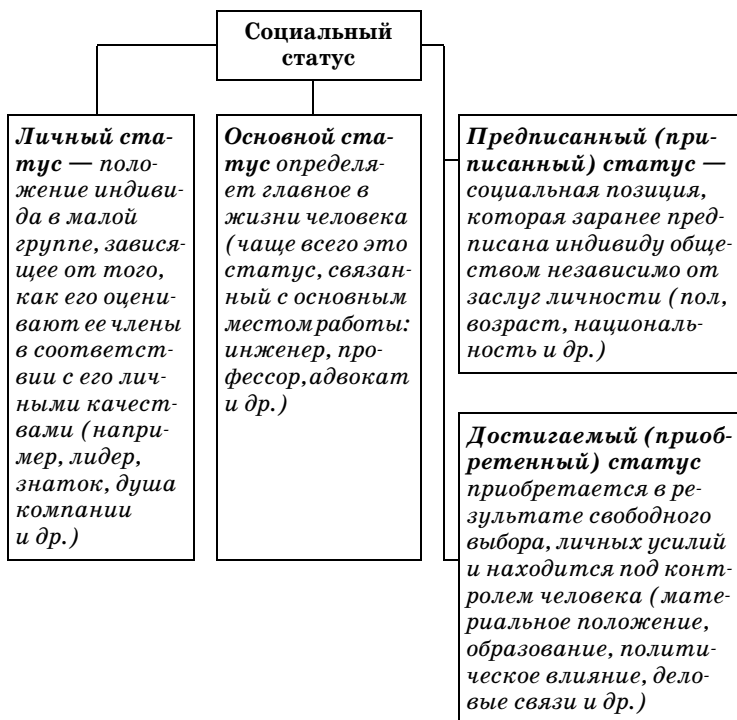 Социальный
статус
Личный ста-
тус — поло-
жение индиви-
да в малой
группе, завися-
щее от того,
как его оцени-
вают ее члены
в соответст-
вии с его лич-
ными качест-
вами (напри-
мер, лидер,
знаток, душа
компании
и др.)
Основной ста-
тус определя-
ет главное в
жизни человека
(чаще всего это
статус, связан-
ный с основным
местом работы:
инженер, про-
фессор, адвокат
и др.)
Предписанный (при-
писанный) статус —
социальная позиция,
которая заранее пред-
писана индивиду обще-
ством независимо от
заслуг личности (пол,
возраст, националь-
ность и др.)
Достигаемый (приоб-
ретенный) статус
приобретается в ре-
зультате свободного
выбора, личных усилий
и находится под конт-
ролем человека (мате-
риальное положение,
образование, полити-
ческое влияние, дело-
вые связи и др.)